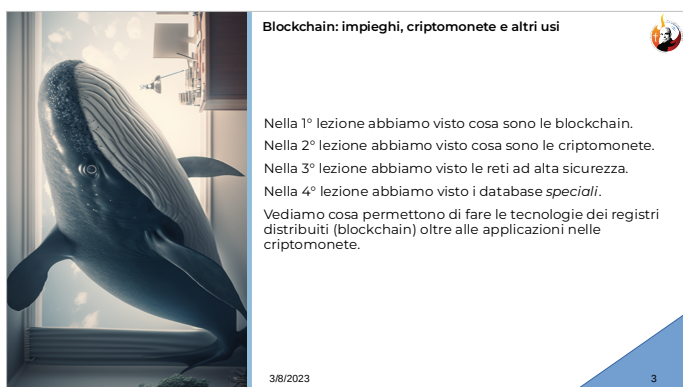 Blockchain: impieghi, criptomonete e altri usi
Nella 1° lezione abbiamo visto cosa sono le blockchain.
Nella 2° lezione abbiamo visto cosa sono le criptomonete.
Nella 3° lezione abbiamo visto le reti ad alta sicurezza.
Nella 4° lezione abbiamo visto i database speciali.
Vediamo cosa permettono di fare le tecnologie dei registri
distribuiti (blockchain) oltre alle applicazioni nelle
criptomonete.
3/8/2023
3